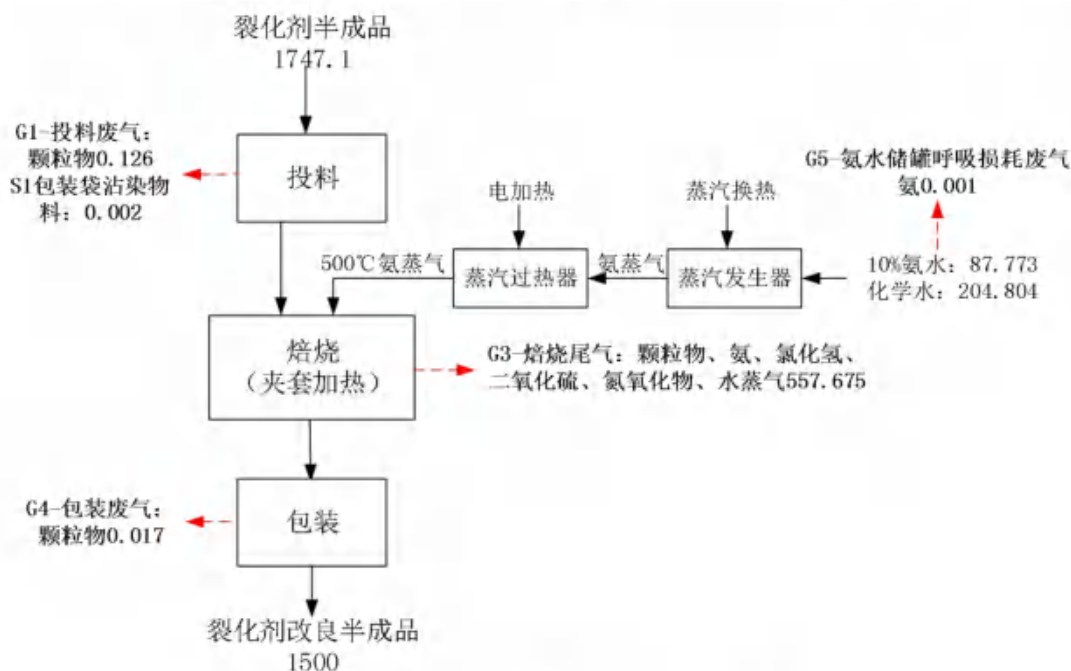 裂化剂半成品
1747.1
G1-投料废气：
颗粒物0.126
S1包装袋沾染物
料：0.002
投料
G5-氨水储罐呼吸损耗废气
氨0.001
电加热
蒸汽换热
500℃氨蒸气
蒸汽过热器
氨蒸气
蒸汽发生器
10%氨水：87.773
化学水：204.804
焙烧
（夹套加热）
G3-焙烧尾气：颗粒物、氨、氯化氢、
二氧化硫、氮氧化物、水蒸气557.675
G4-包装废气：
颗粒物0.017
包装
裂化剂改良半成品
1500